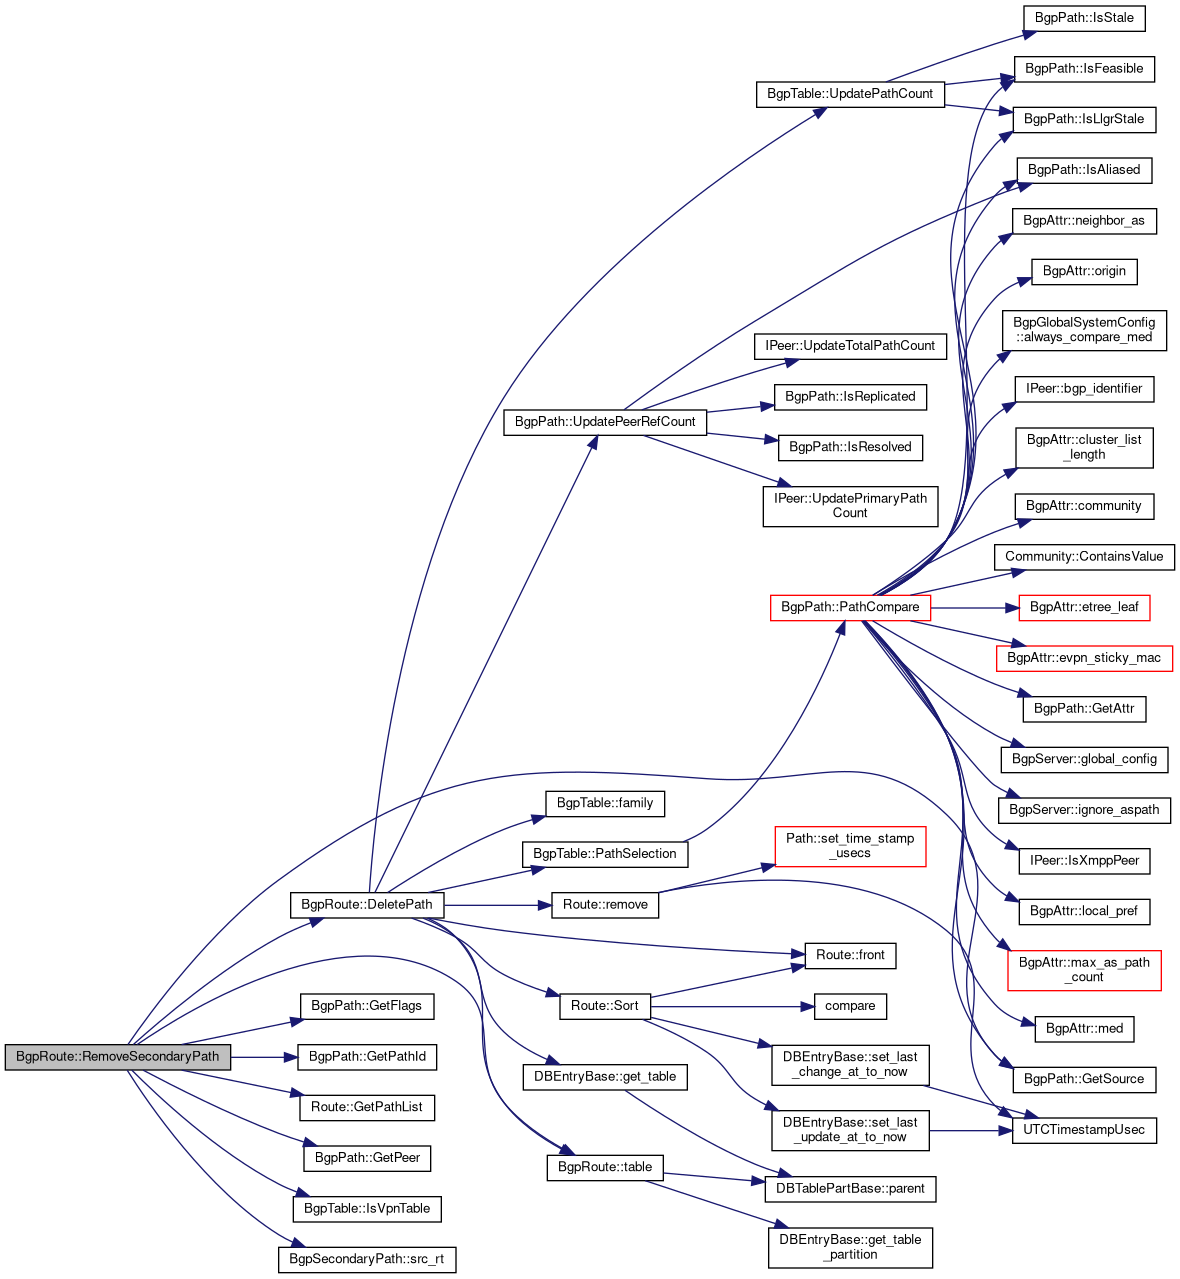 BgpPath::IsStale
BgpPath::IsFeasible
BgpTable::UpdatePathCount
BgpPath::IsLlgrStale
BgpPath::IsAliased
BgpAttr::neighbor_as
BgpAttr::origin
BgpGlobalSystemConfig
::always_compare_med
IPeer::UpdateTotalPathCount
IPeer::bgp_identifier
BgpPath::IsReplicated
BgpPath::UpdatePeerRefCount
BgpAttr::cluster_list
_length
BgpPath::IsResolved
IPeer::UpdatePrimaryPath
Count
BgpAttr::community
Community::ContainsValue
BgpPath::PathCompare
BgpAttr::etree_leaf
BgpAttr::evpn_sticky_mac
BgpPath::GetAttr
BgpServer::global_config
BgpTable::family
BgpServer::ignore_aspath
Path::set_time_stamp
_usecs
BgpTable::PathSelection
IPeer::IsXmppPeer
BgpRoute::DeletePath
Route::remove
BgpAttr::local_pref
Route::front
BgpAttr::max_as_path
_count
BgpPath::GetFlags
Route::Sort
compare
BgpAttr::med
BgpRoute::RemoveSecondaryPath
BgpPath::GetPathId
DBEntryBase::set_last
_change_at_to_now
DBEntryBase::get_table
BgpPath::GetSource
Route::GetPathList
DBEntryBase::set_last
_update_at_to_now
UTCTimestampUsec
BgpPath::GetPeer
BgpRoute::table
DBTablePartBase::parent
BgpTable::IsVpnTable
DBEntryBase::get_table
_partition
BgpSecondaryPath::src_rt